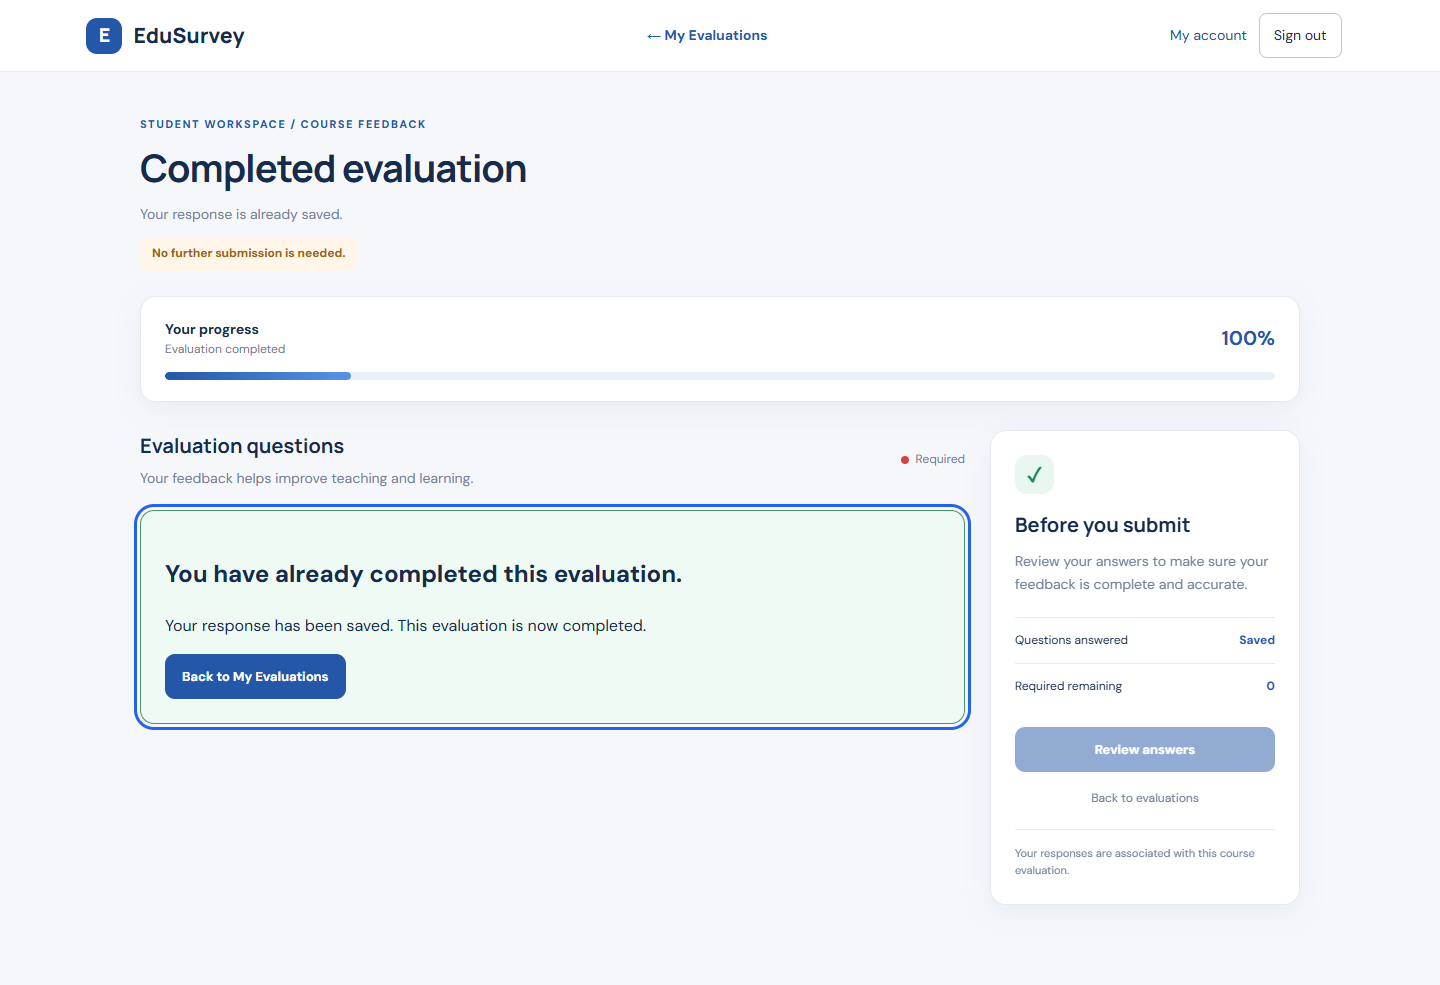 E EduSurvey
← My Evaluations
My account
Sign out
STUDENT WORKSPACE / COURSE FEEDBACK
Completed evaluation
Your response is already saved.
No further submission is needed.
Your progress
Evaluation completed
100%
Evaluation questions
Your feedback helps improve teaching and learning.
Required
You have already completed this evaluation.
Your response has been saved. This evaluation is now completed.
Back to My Evaluations
Before you submit
Review your answers to make sure your
feedback is complete and accurate.
Questions answered Saved
Required remaining 0
Review answers
Back to evaluations
Your responses are associated with this course
evaluation.